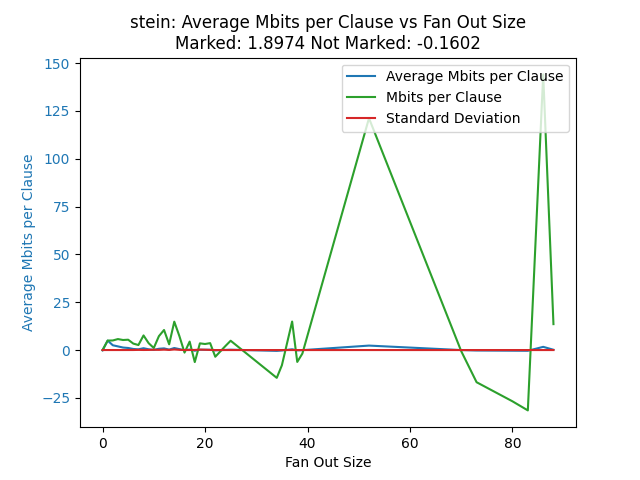 stein: Average Mbits per Clause vs Fan Out Size
Marked: 1.8974 Not Marked: -0.1602
Average Mbits per Clause
Mbits per Clause
Standard Deviation
Average Mbits per Clause
150
125
100
75
50
25
0
−25
0 20 40 60 80
Fan Out Size